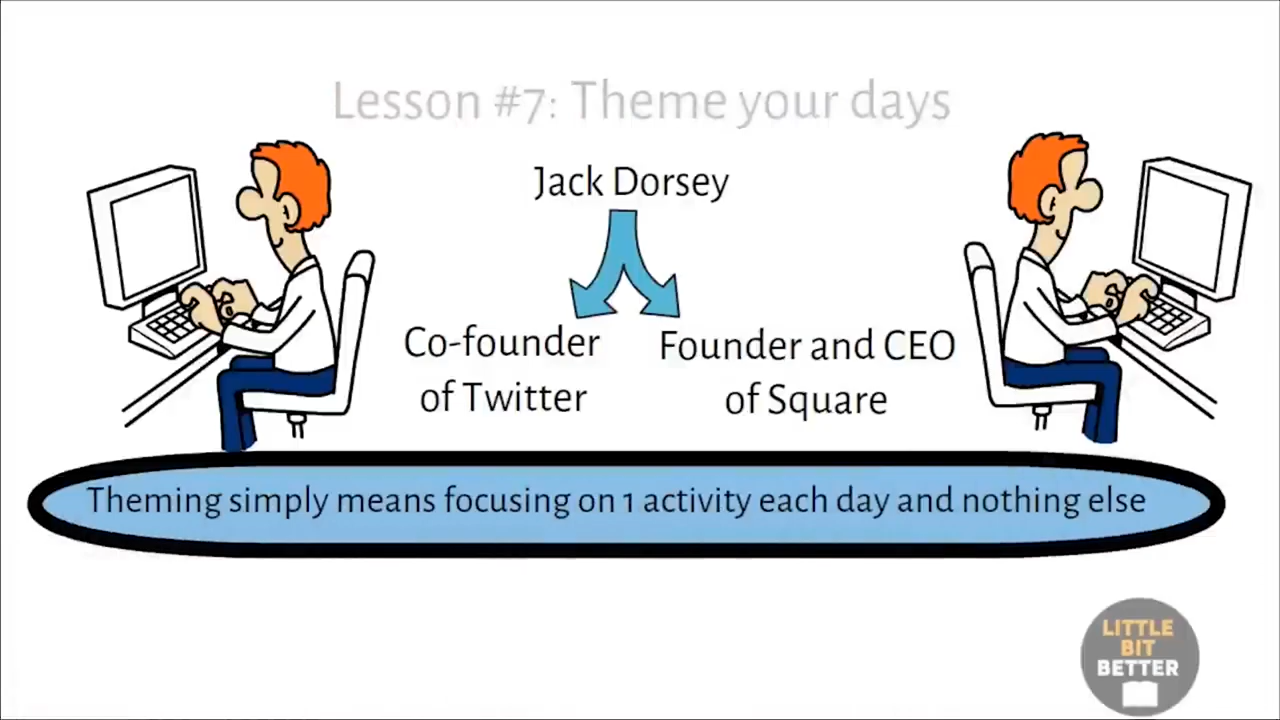 Lesson #7: Theme your days
Jack Dorsey
Co-founder
of Twitter
Founder and CEO
of Square
Theming simply means focusing on 1 activity each day and nothing else
LITTLE
BIT
BETTER